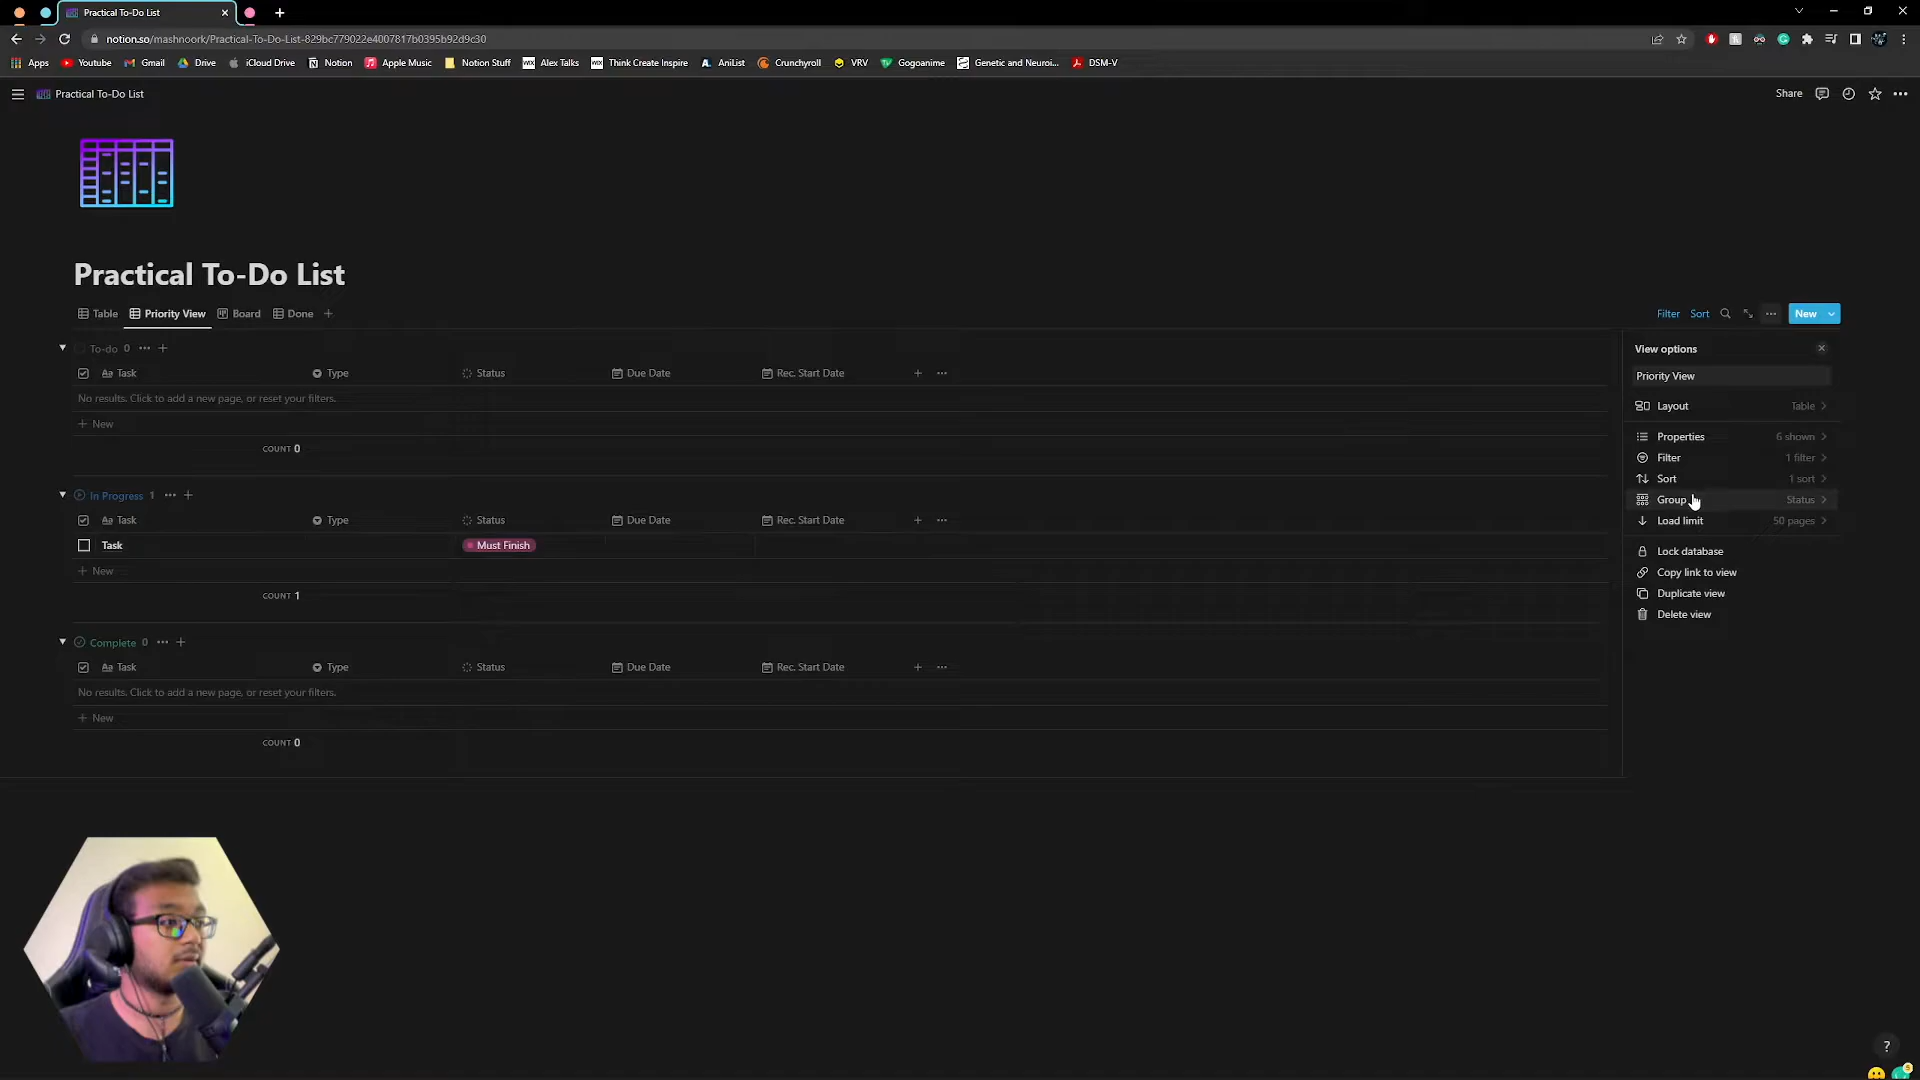 Practical To-Do List
notion.so/mashnoork/Practical-To-Do-List-829bc779022e4007817b0395b92d9c30
Apps Youtube Gmail Drive iCloud Drive Notion Apple Music Notion Stuff Alex Talks Think Create Inspire AniList Crunchyroll VRV Gogoanime Genetic and Neuroi... DSM-V
Practical To-Do List Share
Practical To-Do List
Table Priority View Board Done Filter Sort New
To-do 0
View options
Aa Task Type Status Due Date Rec. Start Date
Priority View
No results. Click to add a new page, or reset your filters.
Layout Table
+ New
Properties 6 shown
COUNT 0
Filter 1 filter
Sort 1 sort
In Progress 1
Group Status
Aa Task Type Status Due Date Rec. Start Date
Load limit 50 pages
Task Must Finish
Lock database
+ New
Copy link to view
COUNT 1
Duplicate view
Delete view
Complete 0
Aa Task Type Status Due Date Rec. Start Date
No results. Click to add a new page, or reset your filters.
+ New
COUNT 0
?